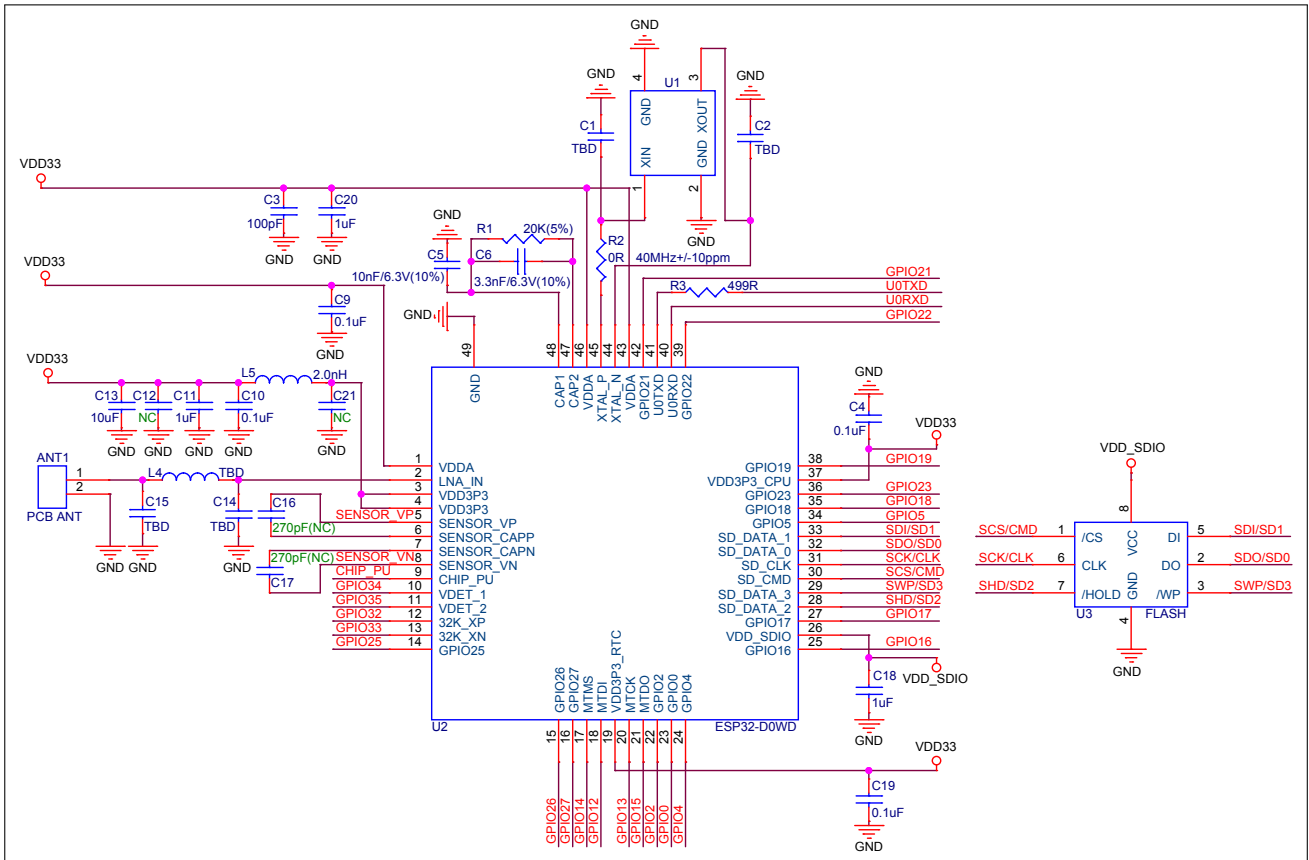 GND
GND
GND
4
3
U1
GND
XOUT
XIN
GND
1
2
GND
C1
TBD
C2
TBD
VDD33
C3
100pF
GND
C20
1uF
GND
GND
C5
10nF/6.3V(10%)
R1
20K(5%)
C6
3.3nF/6.3V(10%)
R2
0R
40MHz+/-10ppm
GPIO21
R3
499R
U0TXD
U0RXD
GPIO22
VDD33
C9
0.1uF
GND
GND
49
48
47
46
45
44
43
42
41
40
39
GND
CAP1
CAP2
VDDA
XTAL_P
XTAL_N
VDDA
GPIO21
U0TXD
U0RXD
GPIO22
VDD33
L5
2.0nH
C13
10uF
GND
C12
NC
GND
C11
1uF
GND
C10
0.1uF
GND
C21
NC
GND
ANT1
1
2
PCB ANT
GND
L4
TBD
C15
TBD
GND
C14
TBD
GND
C16
270pF(NC)
270pF(NC)
C17
1
VDDA
2
LNA_IN
3
VDD3P3
4
VDD3P3
SENSOR_VP
5
SENSOR_VP
6
SENSOR_CAPP
7
SENSOR_CAPN
SENSOR_VN
8
SENSOR_VN
CHIP_PU
9
CHIP_PU
GPIO34
10
VDET_1
GPIO35
11
VDET_2
GPIO32
12
32K_XP
GPIO33
13
32K_XN
GPIO25
14
GPIO25
GND
C4
0.1uF
VDD33
GPIO19
38
GPIO19
VDD3P3_CPU
37
GPIO23
36
GPIO23
GPIO18
35
GPIO18
GPIO5
34
GPIO5
SD_DATA_1
33
SDI/SD1
SD_DATA_0
32
SDO/SD0
SD_CLK
31
SCK/CLK
SD_CMD
30
SCS/CMD
SD_DATA_3
29
SWP/SD3
SD_DATA_2
28
SHD/SD2
GPIO17
27
GPIO17
VDD_SDIO
26
GPIO16
25
GPIO16
VDD_SDIO
C18
1uF
GND
GPIO26
GPIO27
MTMS
MTDI
VDD3P3_RTC
MTCK
MTDO
GPIO2
GPIO0
GPIO4
U2
ESP32-D0WD
15
16
17
18
19
20
21
22
23
24
GPIO26
GPIO27
GPIO14
GPIO12
GPIO13
GPIO15
GPIO2
GPIO0
GPIO4
VDD33
C19
0.1uF
GND
VDD_SDIO
8
SCS/CMD
1
/CS
VCC
DI
5
SDI/SD1
SCK/CLK
6
CLK
DO
2
SDO/SD0
SHD/SD2
7
/HOLD
GND
/WP
3
SWP/SD3
U3
4
FLASH
GND